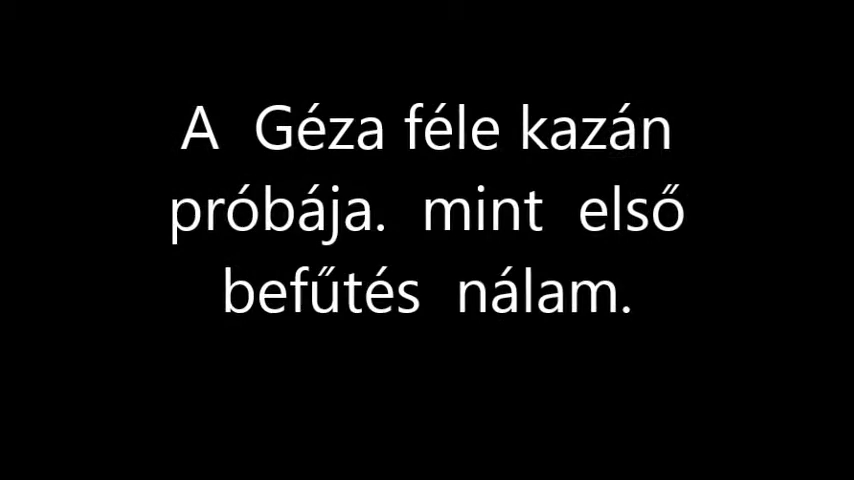 A Géza féle kazán
próbája. mint első
befűtés nálam.